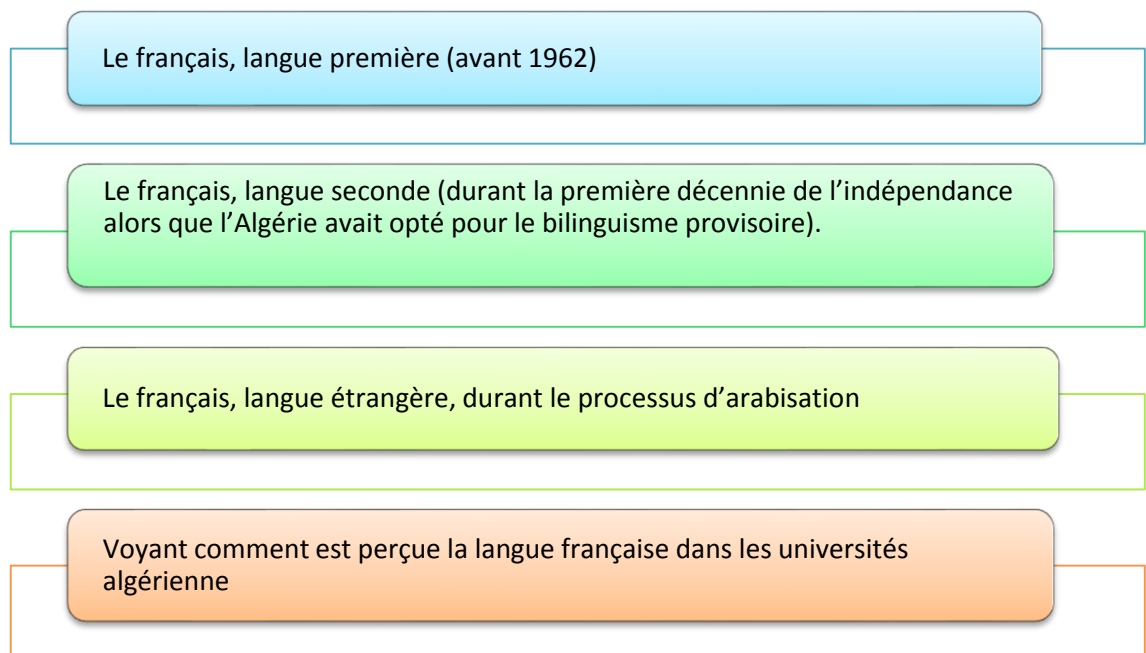 Le français, langue première (avant 1962)
Le français, langue seconde (durant la première décennie de l’indépendance
alors que l’Algérie avait opté pour le bilinguisme provisoire).
Le français, langue étrangère, durant le processus d’arabisation
Voyant comment est perçue la langue française dans les universités
algérienne